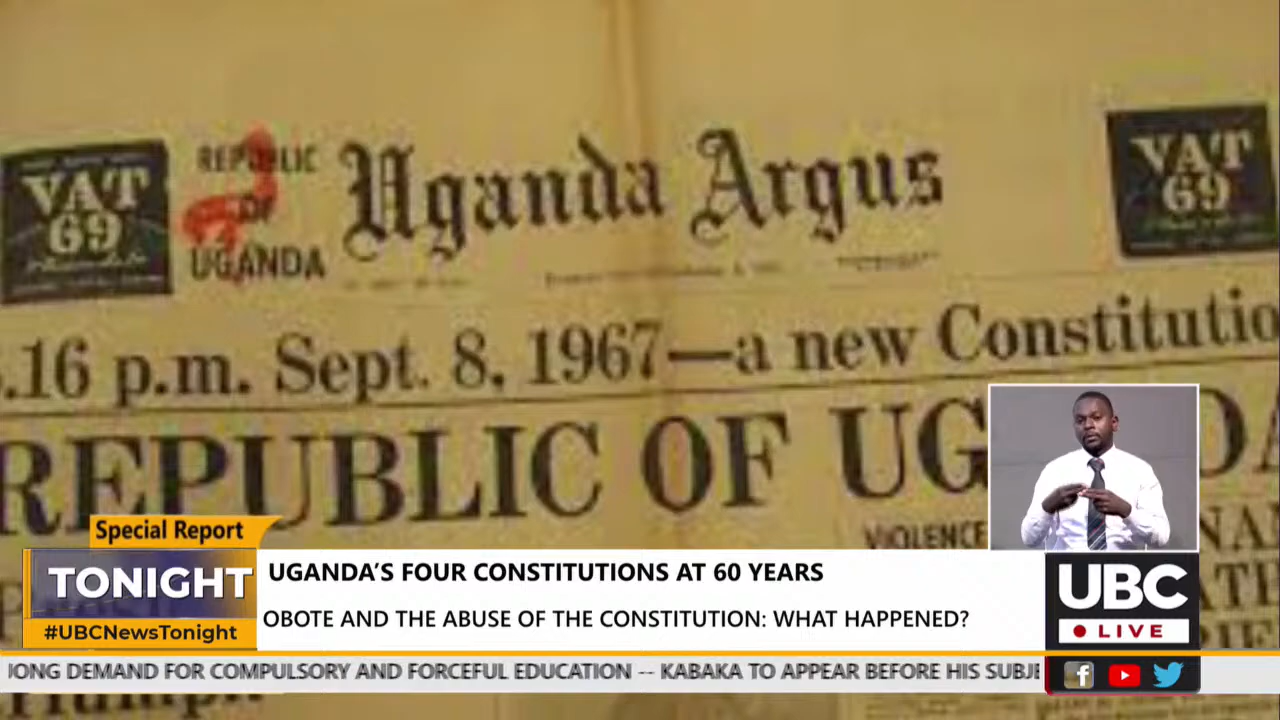 VAT
69
REPUBLIC
OF
UGANDA
Uganda Argus
VAT
69
.16 p.m. Sept. 8, 1967—a new Constitutio
REPUBLIC OF UG DA
VIOLENCE
Special Report
TONIGHT
#UBCNewsTonight
UGANDA'S FOUR CONSTITUTIONS AT 60 YEARS
OBOTE AND THE ABUSE OF THE CONSTITUTION: WHAT HAPPENED?
UBC
LIVE
IONG DEMAND FOR COMPULSORY AND FORCEFUL EDUCATION -- KABAKA TO APPEAR BEFORE HIS SUBJE